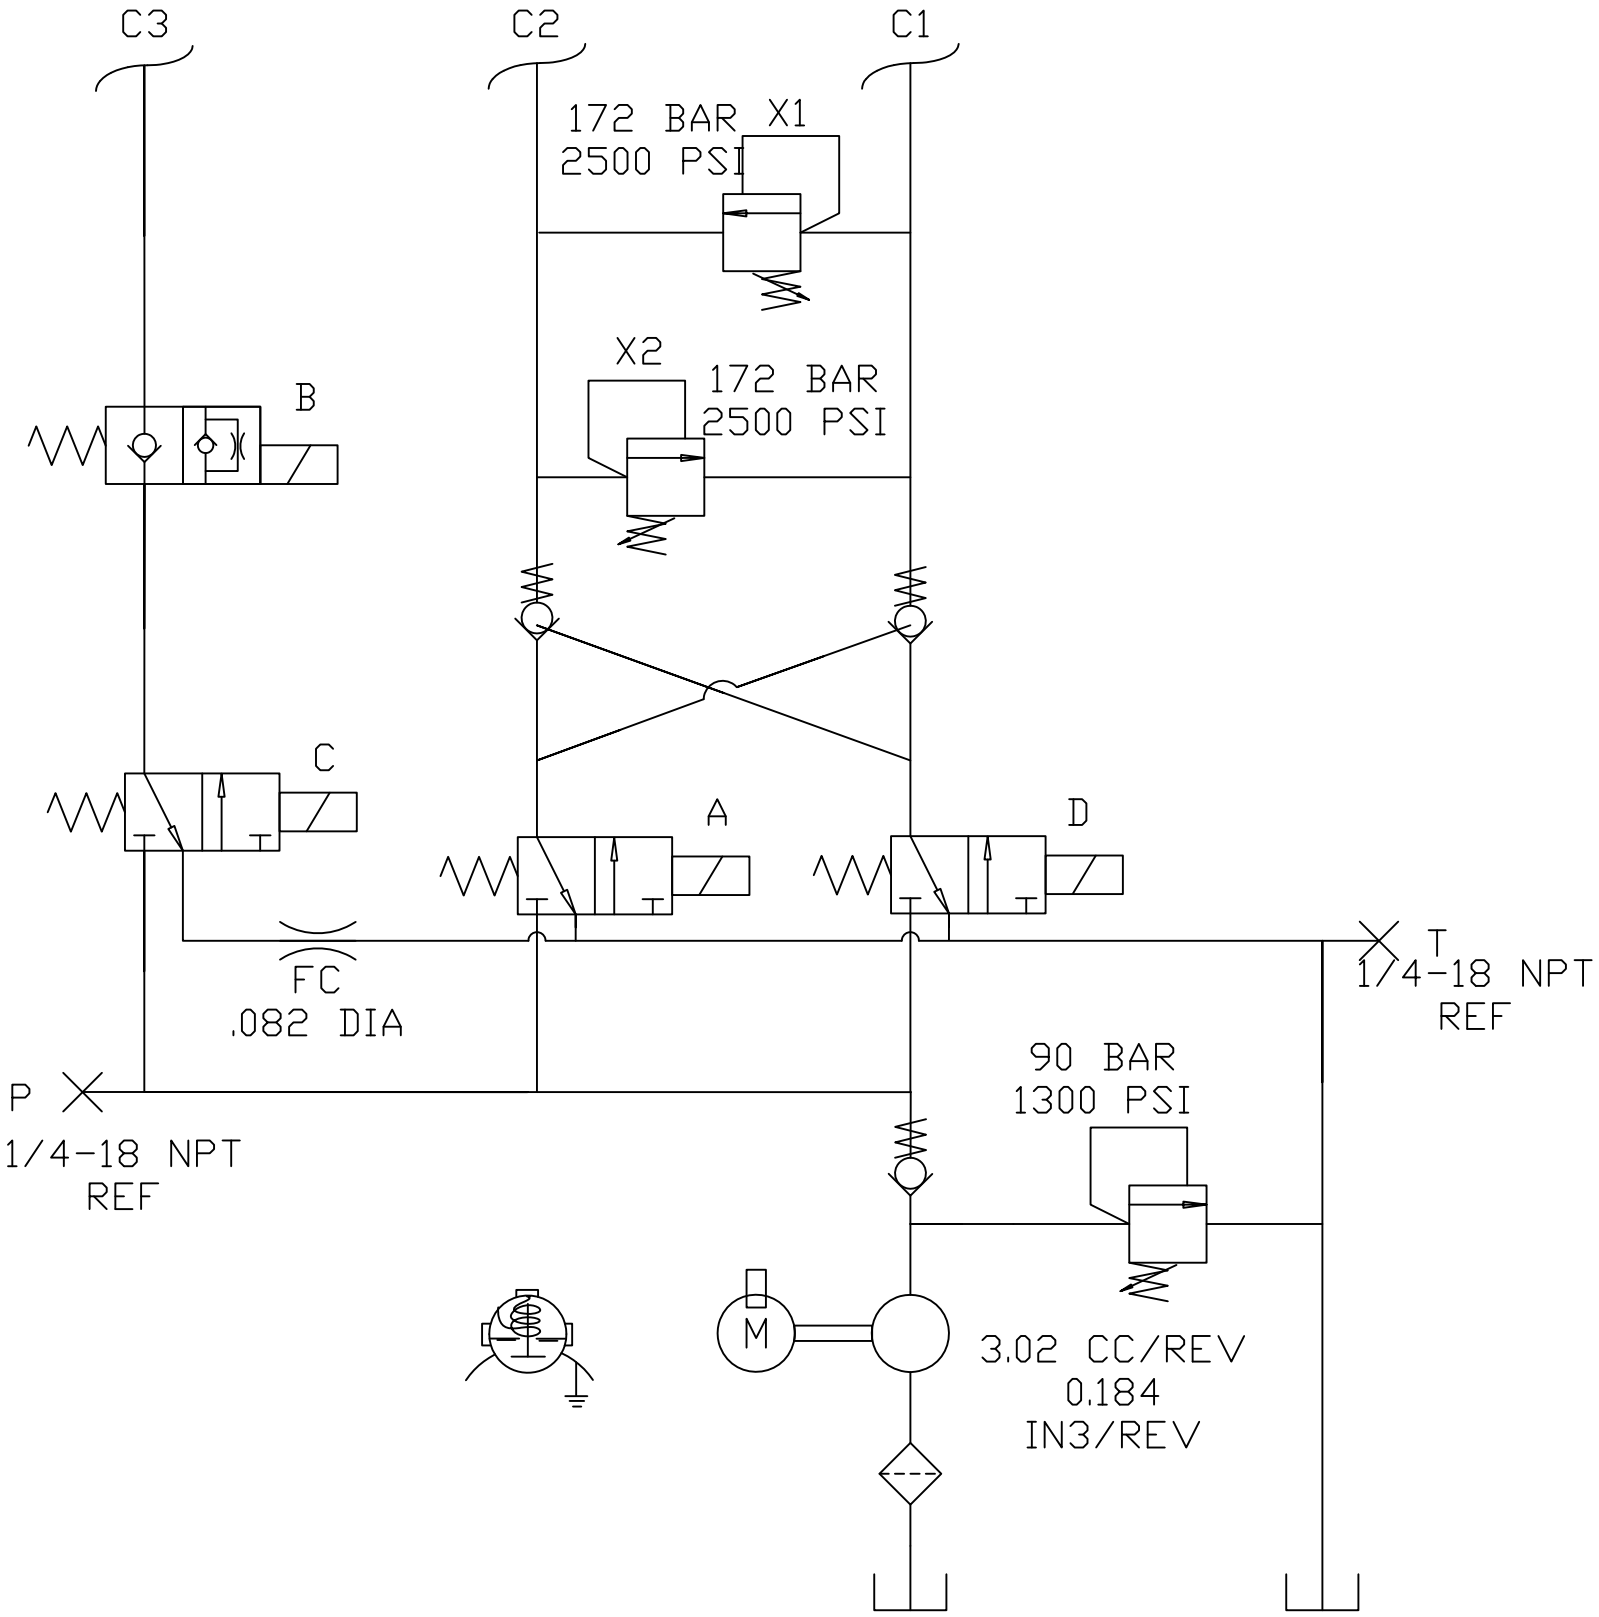 C3
C2
C1
172 BAR
2500 PSI
X1
X2
172 BAR
2500 PSI
B
C
A
D
FC
.082 DIA
T
1/4-18 NPT
REF
P
1/4-18 NPT
REF
90 BAR
1300 PSI
M
3.02 CC/REV
0.184
IN3/REV